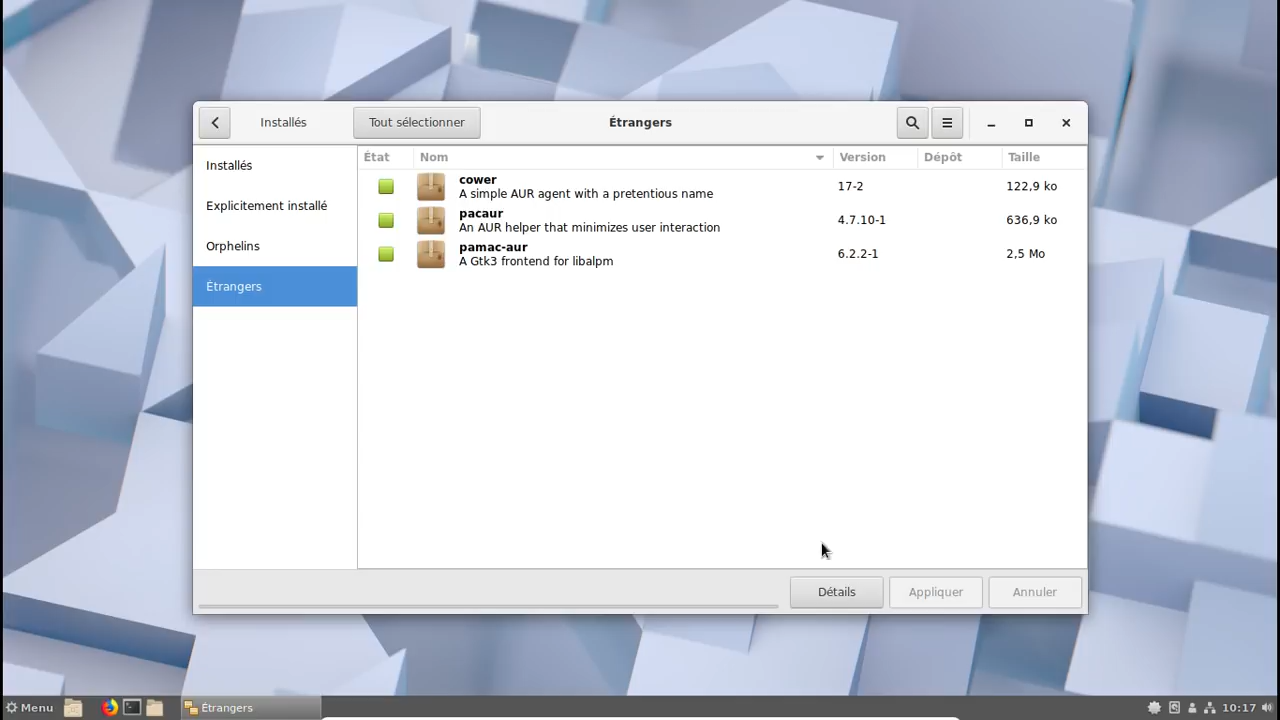 Installés
Tout sélectionner
Étrangers
Installés
Explicitement installé
Orphelins
Étrangers
État Nom Version Dépôt Taille
cower
A simple AUR agent with a pretentious name
17-2 122,9 ko
pacaur
An AUR helper that minimizes user interaction
4.7.10-1 636,9 ko
pamac-aur
A Gtk3 frontend for libalpm
6.2.2-1 2,5 Mo
Détails Appliquer Annuler
Menu Étrangers 10:17